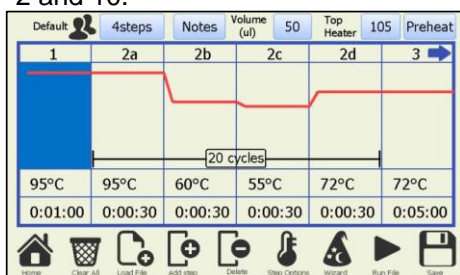 2 and 10.
Default 4steps Notes Volume (ul) 50 Top Heater 105 Preheat
1 2a 2b 2c 2d 3
20 cycles
95°C 95°C 60°C 55°C 72°C 72°C
0:01:00 0:00:30 0:00:30 0:00:30 0:00:30 0:05:00
Home Clear All Load File Add step Delete Step Options Wizard Run File Save